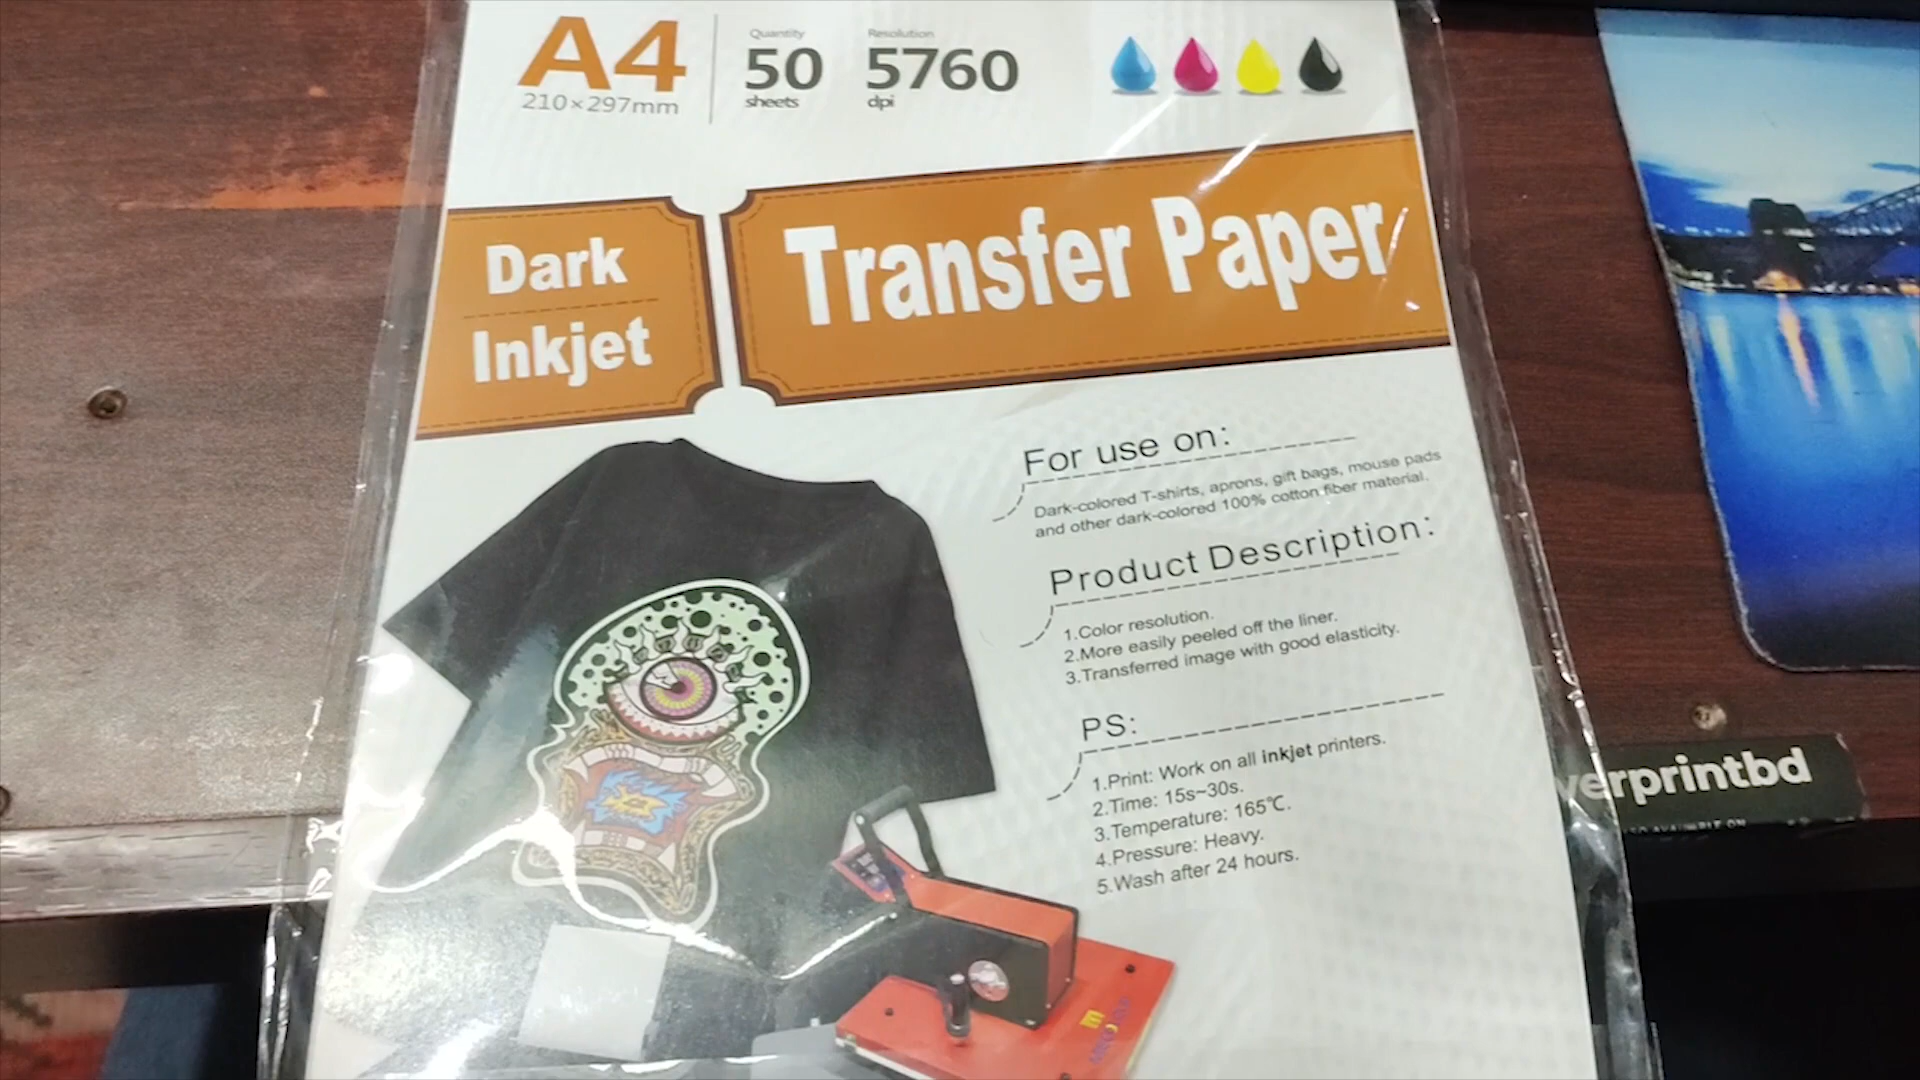 A4
210×297mm
Quantity
50
sheets
Resolution
5760
dpi
Dark
Inkjet
Transfer Paper
For use on:
Dark-colored T-shirts, aprons, gift bags, mouse pads
and other dark-colored 100% cotton fiber material.
Product Description:
1.Color resolution.
2.More easily peeled off the liner.
3.Transferred image with good elasticity.
PS:
1.Print: Work on all inkjet printers.
2.Time: 15s~30s.
3.Temperature: 165℃.
4.Pressure: Heavy.
5.Wash after 24 hours.
verprintbd